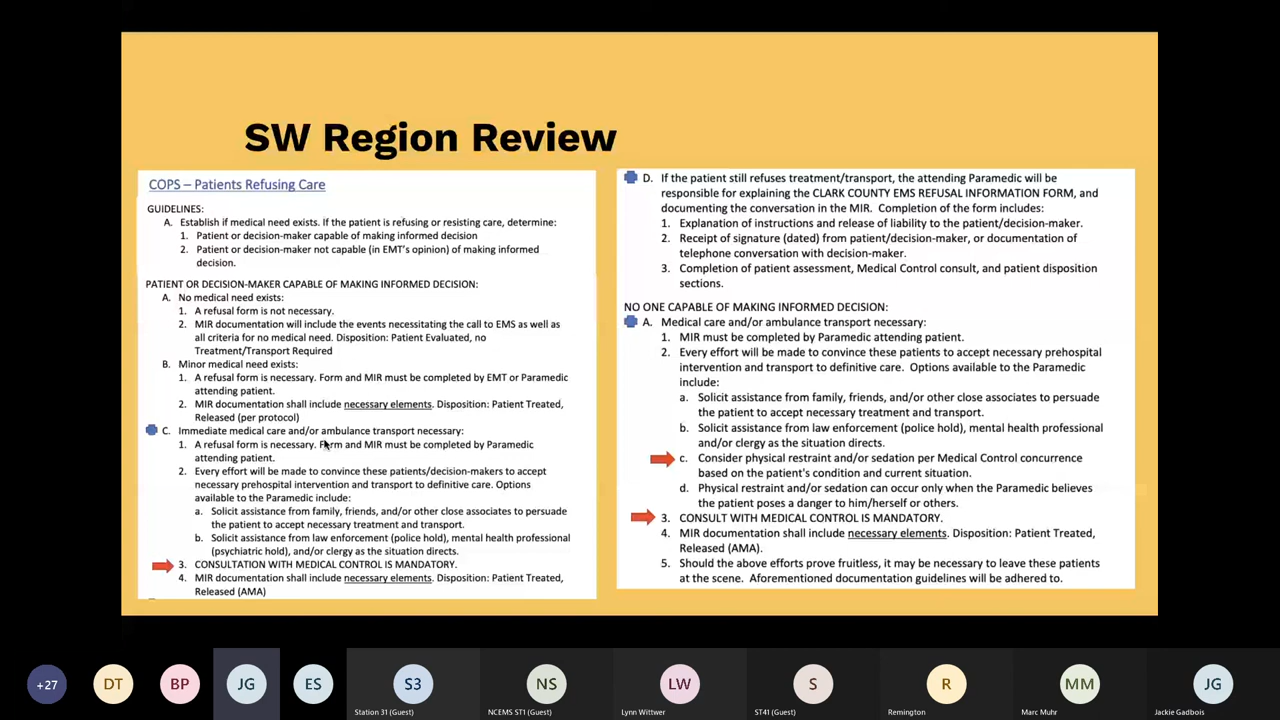 SW Region Review
COPS – Patients Refusing Care
GUIDELINES:
A. Establish if medical need exists. If the patient is refusing or resisting care, determine:
1. Patient or decision-maker capable of making informed decision
2. Patient or decision-maker not capable (in EMT's opinion) of making informed
decision.
PATIENT OR DECISION-MAKER CAPABLE OF MAKING INFORMED DECISION:
A. No medical need exists:
1. A refusal form is not necessary.
2. MIR documentation will include the events necessitating the call to EMS as well as
all criteria for no medical need. Disposition: Patient Evaluated, no
Treatment/Transport Required
B. Minor medical need exists:
1. A refusal form is necessary. Form and MIR must be completed by EMT or Paramedic
attending patient.
2. MIR documentation shall include necessary elements. Disposition: Patient Treated,
Released (per protocol)
C. Immediate medical care and/or ambulance transport necessary:
1. A refusal form is necessary. Form and MIR must be completed by Paramedic
attending patient.
2. Every effort will be made to convince these patients/decision-makers to accept
necessary prehospital intervention and transport to definitive care. Options
available to the Paramedic include:
a. Solicit assistance from family, friends, and/or other close associates to persuade
the patient to accept necessary treatment and transport.
b. Solicit assistance from law enforcement (police hold), mental health professional
(psychiatric hold), and/or clergy as the situation directs.
3. CONSULTATION WITH MEDICAL CONTROL IS MANDATORY.
4. MIR documentation shall include necessary elements. Disposition: Patient Treated,
Released (AMA)
D. If the patient still refuses treatment/transport, the attending Paramedic will be
responsible for explaining the CLARK COUNTY EMS REFUSAL INFORMATION FORM, and
documenting the conversation in the MIR. Completion of the form includes:
1. Explanation of instructions and release of liability to the patient/decision-maker.
2. Receipt of signature (dated) from patient/decision-maker, or documentation of
telephone conversation with decision-maker.
3. Completion of patient assessment, Medical Control consult, and patient disposition
sections.
NO ONE CAPABLE OF MAKING INFORMED DECISION:
A. Medical care and/or ambulance transport necessary:
1. MIR must be completed by Paramedic attending patient.
2. Every effort will be made to convince these patients to accept necessary prehospital
intervention and transport to definitive care. Options available to the Paramedic
include:
a. Solicit assistance from family, friends, and/or other close associates to persuade
the patient to accept necessary treatment and transport.
b. Solicit assistance from law enforcement (police hold), mental health professional
and/or clergy as the situation directs.
c. Consider physical restraint and/or sedation per Medical Control concurrence
based on the patient's condition and current situation.
d. Physical restraint and/or sedation can occur only when the Paramedic believes
the patient poses a danger to him/herself or others.
3. CONSULT WITH MEDICAL CONTROL IS MANDATORY.
4. MIR documentation shall include necessary elements. Disposition: Patient Treated,
Released (AMA).
5. Should the above efforts prove fruitless, it may be necessary to leave these patients
at the scene. Aforementioned documentation guidelines will be adhered to.
+27 DT BP JG ES S3 NS LW S R MM JG
Station 31 (Guest) NCEMS ST1 (Guest) Lynn Wittwer ST41 (Guest) Remington Marc Muhr Jackie Gadbois